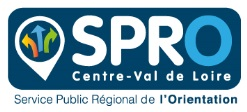 SPRO
Centre-Val de Loire
Service Public Régional de l'Orientation